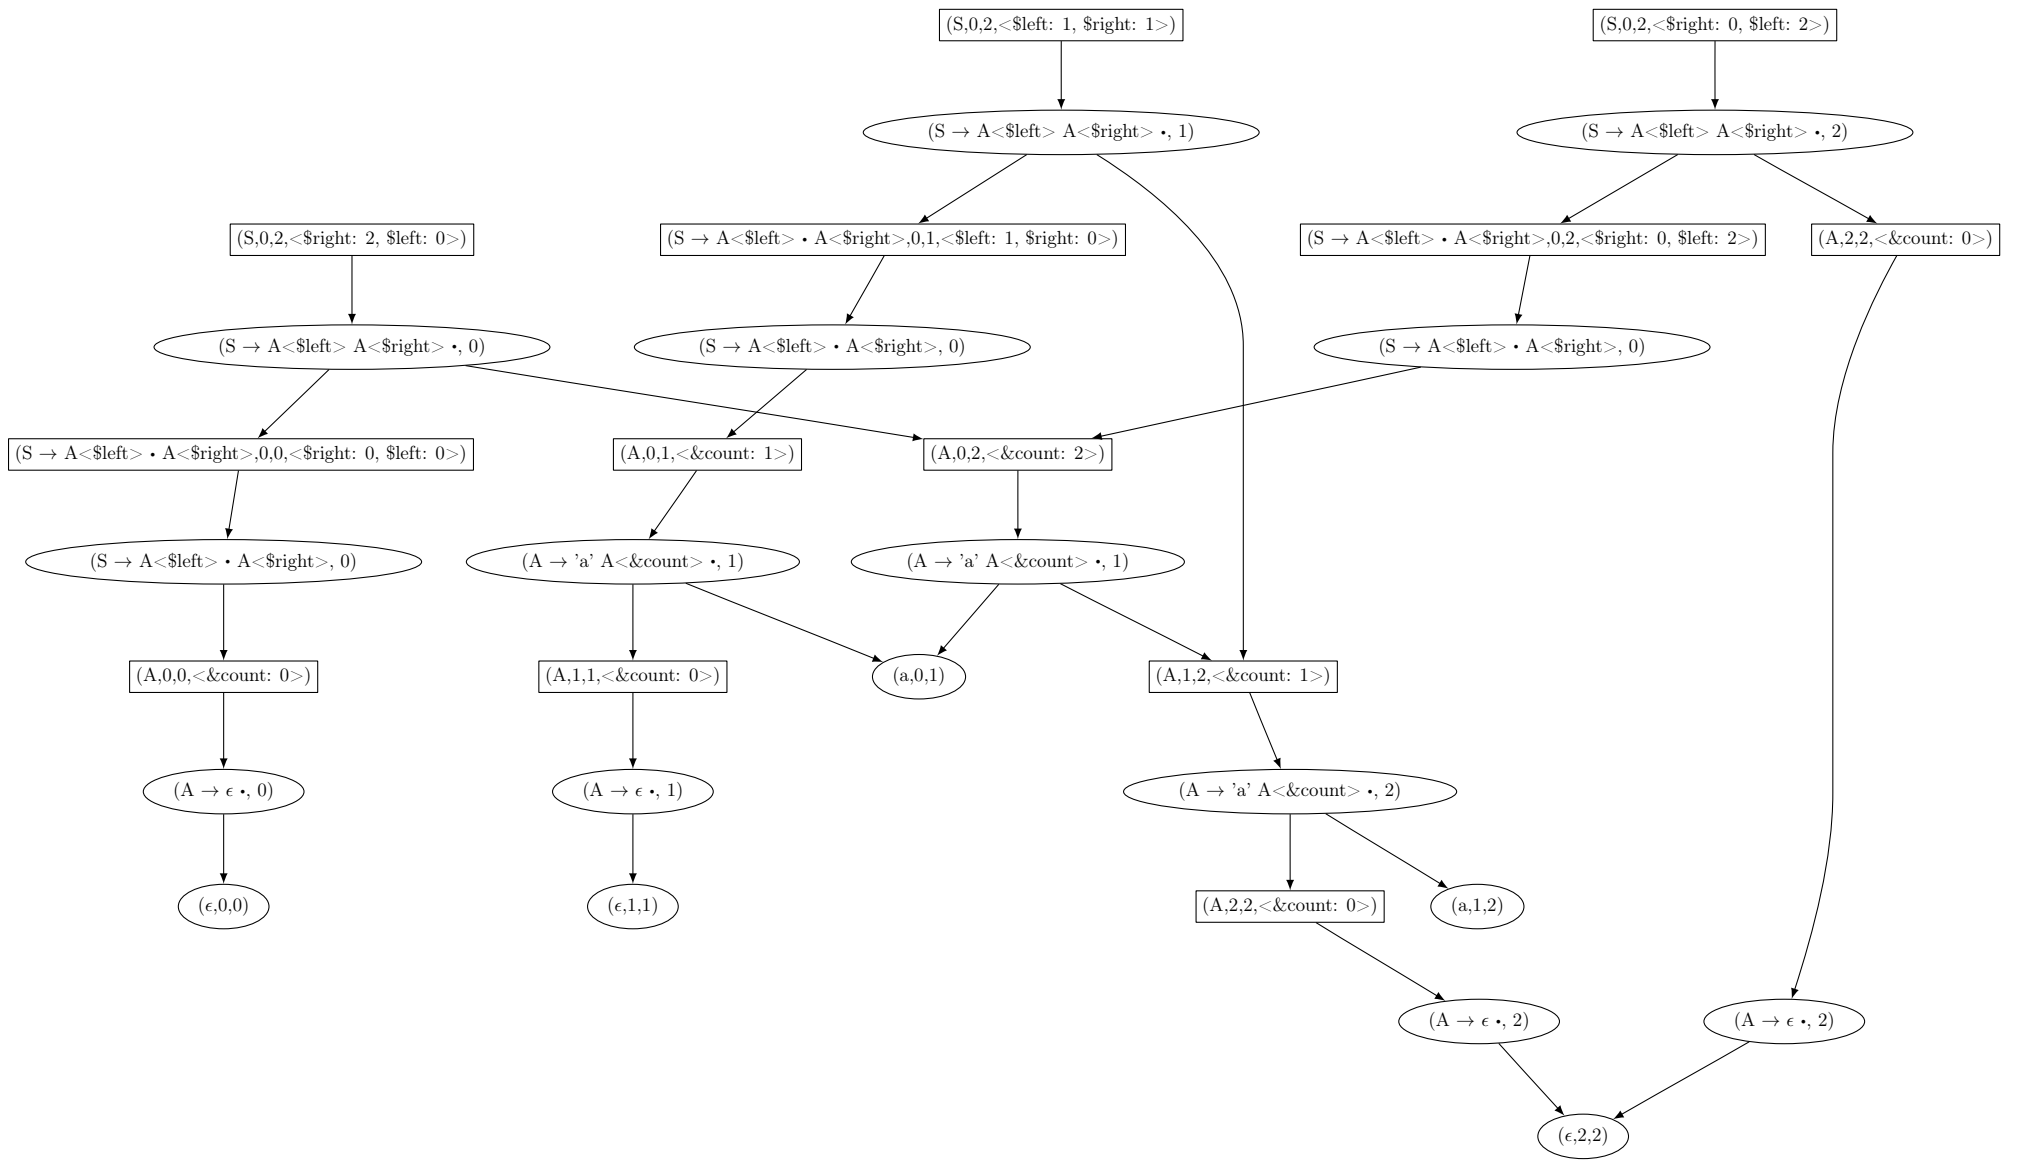 (S,0,2,<$left: 1, $right: 1>)
(S,0,2,<$right: 0, $left: 2>)
(S → A<$left> A<$right> •, 1)
(S → A<$left> A<$right> •, 2)
(S,0,2,<$right: 2, $left: 0>)
(S → A<$left> • A<$right>,0,1,<$left: 1, $right: 0>)
(S → A<$left> • A<$right>,0,2,<$right: 0, $left: 2>)
(A,2,2,<&count: 0>)
(S → A<$left> A<$right> •, 0)
(S → A<$left> • A<$right>, 0)
(S → A<$left> • A<$right>, 0)
(S → A<$left> • A<$right>,0,0,<$right: 0, $left: 0>)
(A,0,1,<&count: 1>)
(A,0,2,<&count: 2>)
(S → A<$left> • A<$right>, 0)
(A → 'a' A<&count> •, 1)
(A → 'a' A<&count> •, 1)
(A,0,0,<&count: 0>)
(A,1,1,<&count: 0>)
(a,0,1)
(A,1,2,<&count: 1>)
(A → ϵ •, 0)
(A → ϵ •, 1)
(A → 'a' A<&count> •, 2)
(ϵ,0,0)
(ϵ,1,1)
(A,2,2,<&count: 0>)
(a,1,2)
(A → ϵ •, 2)
(A → ϵ •, 2)
(ϵ,2,2)